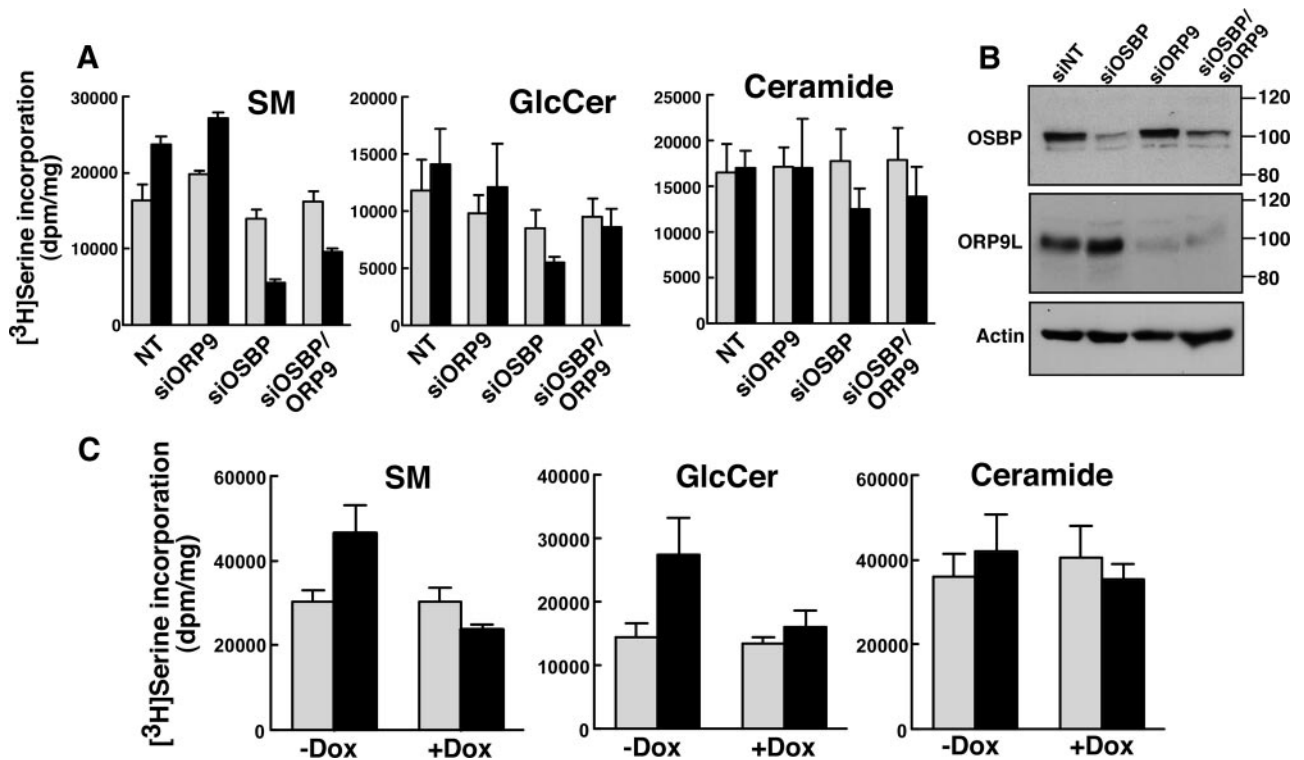 A
[³H]Serine incorporation
(dpm/mg)
SM
30000
20000
10000
0
NT
siORP9
siOSBP
siOSBP/
ORP9
GlcCer
20000
15000
10000
5000
0
NT
siORP9
siOSBP
siOSBP/
ORP9
Ceramide
25000
20000
15000
10000
5000
0
NT
siORP9
siOSBP
siOSBP/
ORP9
B
siNT
siOSBP
siORP9
siOSBP/
siORP9
OSBP
120
100
80
ORP9L
120
100
80
Actin
C
[³H]Serine incorporation
(dpm/mg)
SM
60000
40000
20000
0
-Dox
+Dox
GlcCer
40000
30000
20000
10000
0
-Dox
+Dox
Ceramide
60000
40000
20000
0
-Dox
+Dox